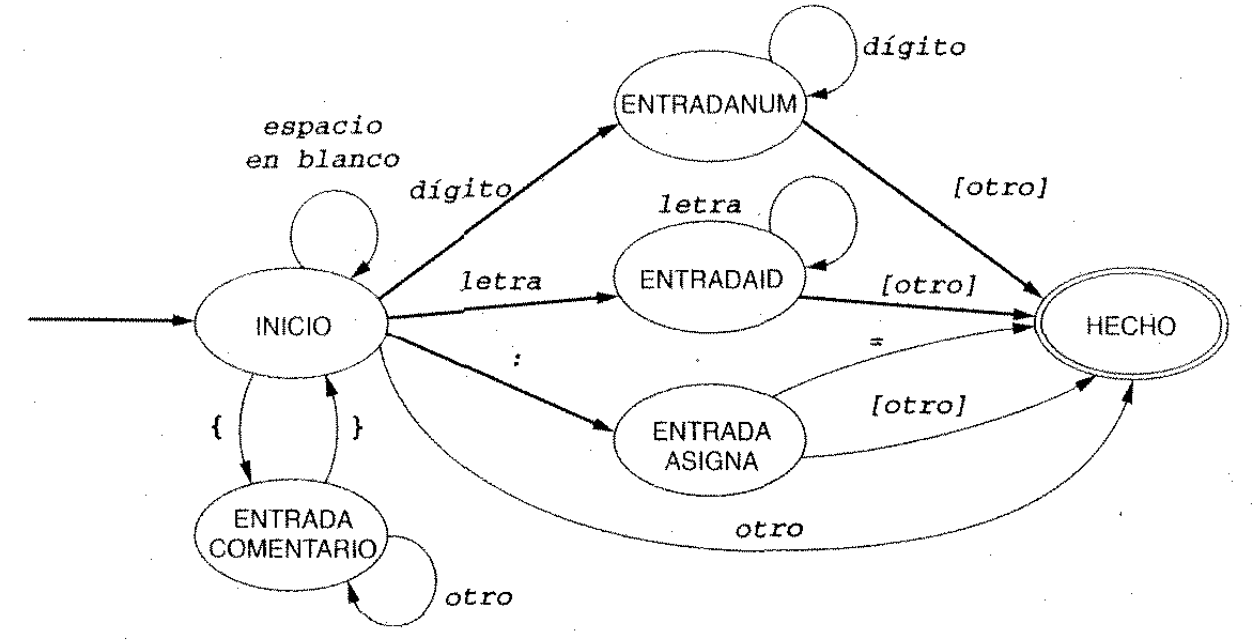 dígito
ENTRADANUM
espacio
en blanco
dígito
[otro]
letra
letra
ENTRADAID
[otro]
INICIO
HECHO
:
=
[otro]
{
}
ENTRADA
ASIGNA
ENTRADA
COMENTARIO
otro
otro